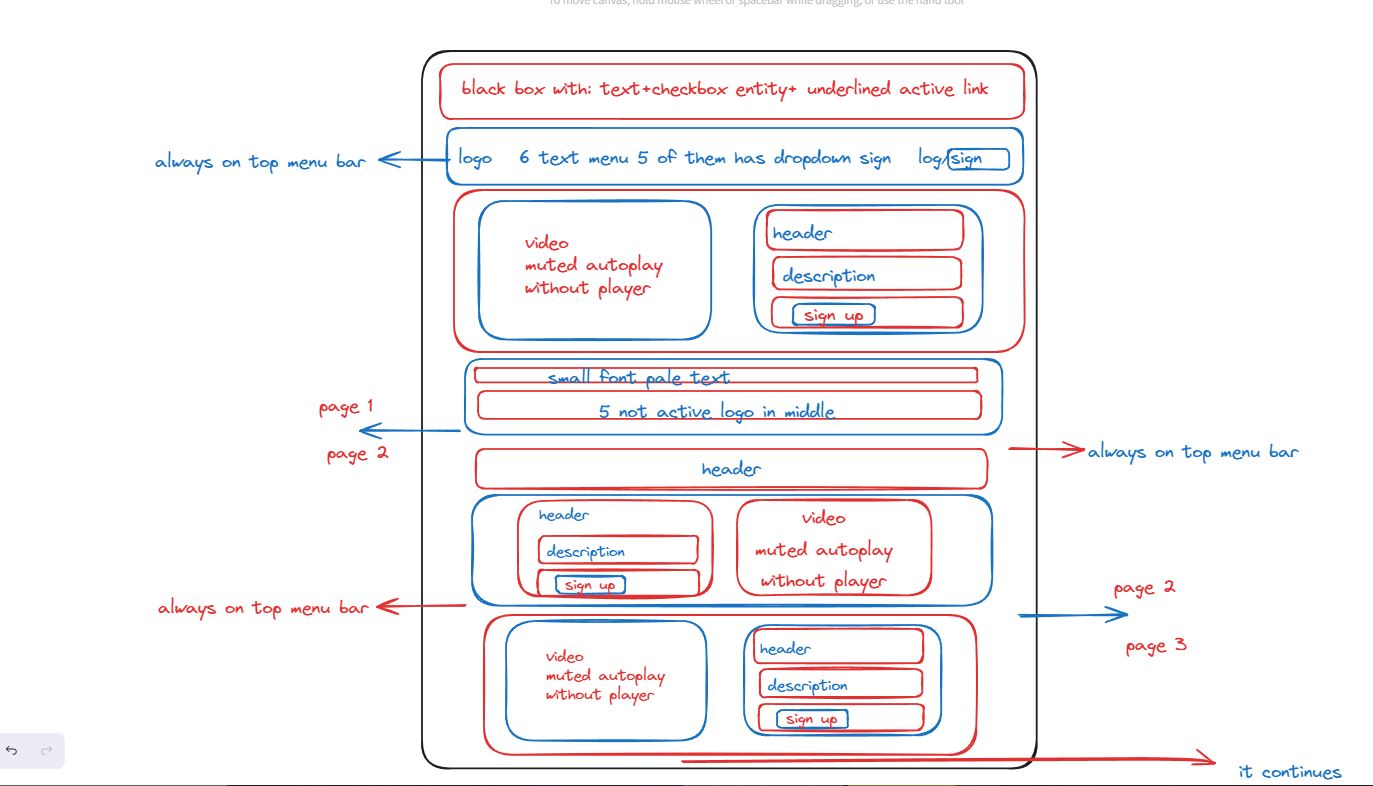 To move canvas, hold mouse wheel or spacebar while dragging, or use the hand tool
black box with: text+checkbox entity+ underlined active link
always on top menu bar
logo 6 text menu 5 of them has dropdown sign log/sign
video
muted autoplay
without player
header
description
sign up
small font pale text
5 not active logo in middle
page 1
page 2
always on top menu bar
header
header
description
sign up
video
muted autoplay
without player
always on top menu bar
page 2
page 3
video
muted autoplay
without player
header
description
sign up
it continues